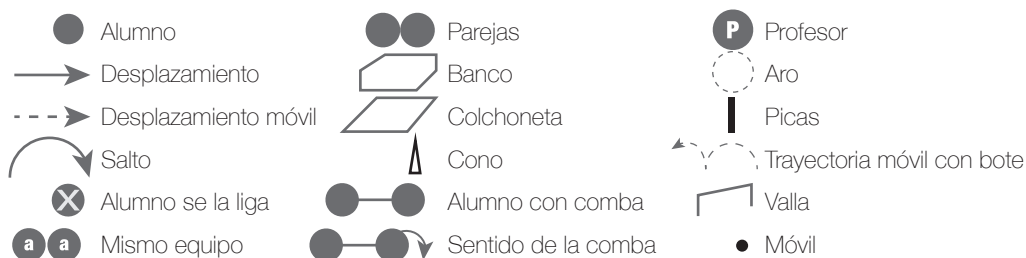 Alumno Parejas P Profesor
Desplazamiento Banco Aro
Desplazamiento móvil Colchoneta Picas
Salto Cono Trayectoria móvil con bote
X Alumno se la liga Alumno con comba Valla
a a Mismo equipo Sentido de la comba Móvil